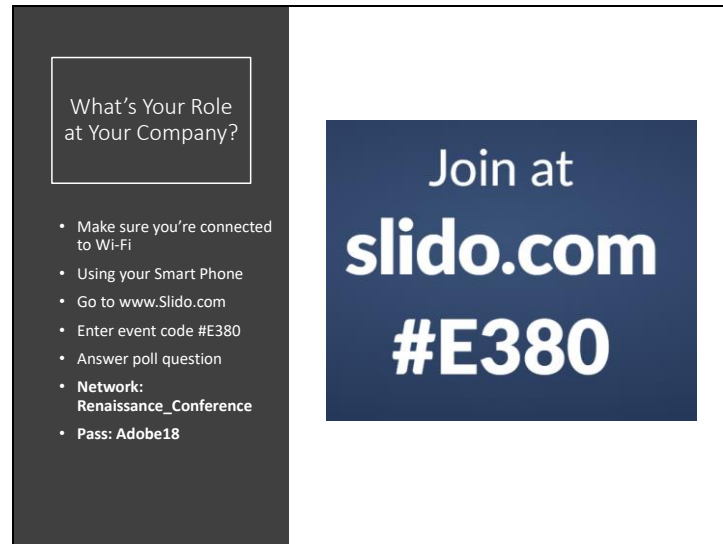 What’s Your Role
at Your Company?
• Make sure you’re connected
to Wi-Fi
• Using your Smart Phone
• Go to www.Slido.com
• Enter event code #E380
• Answer poll question
• Network:
Renaissance_Conference
• Pass: Adobe18
Join at
slido.com
#E380